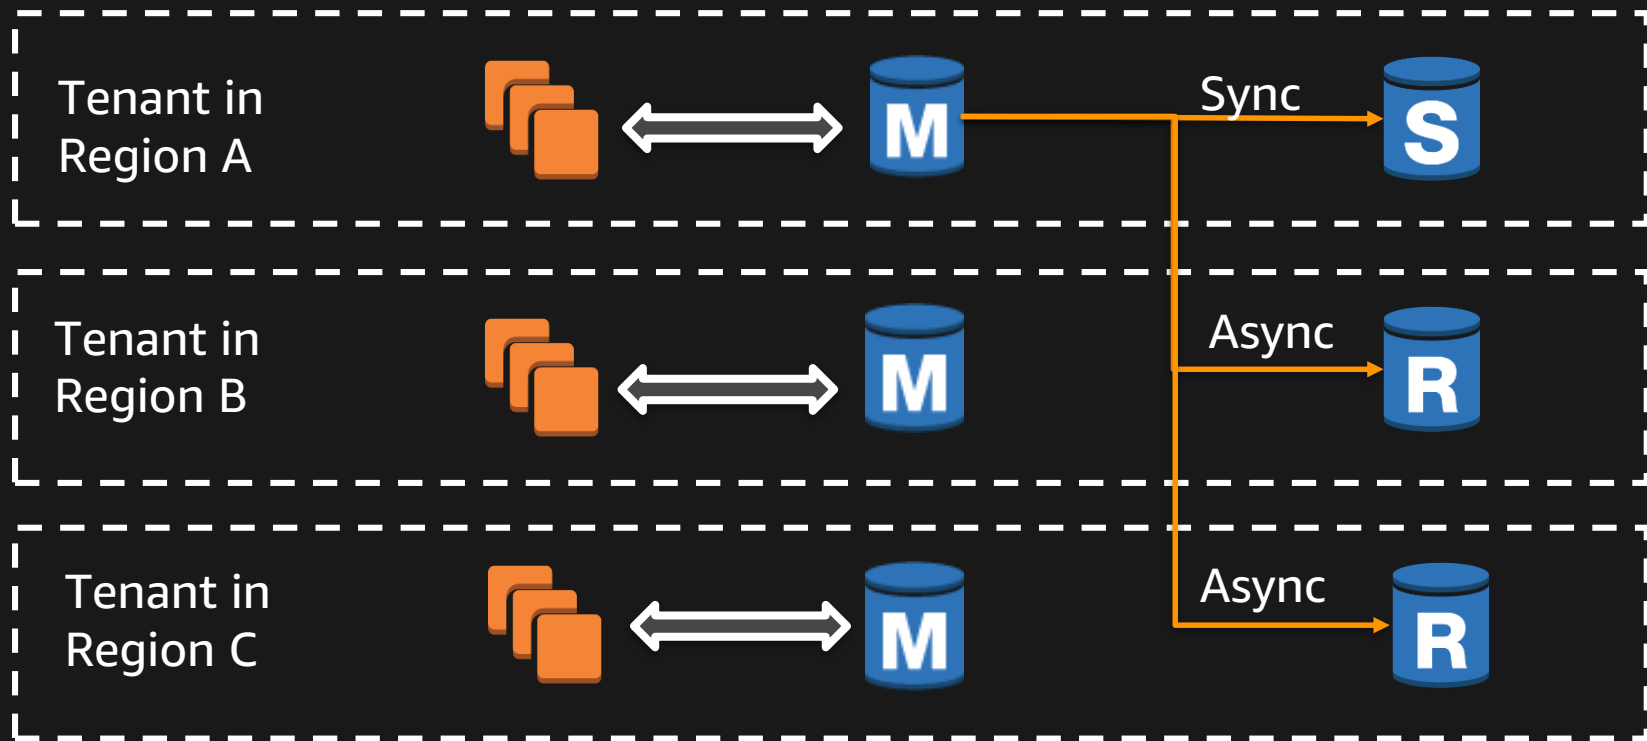 Tenant in
Region A
M
Sync
S
Tenant in
Region B
M
Async
R
Tenant in
Region C
M
Async
R